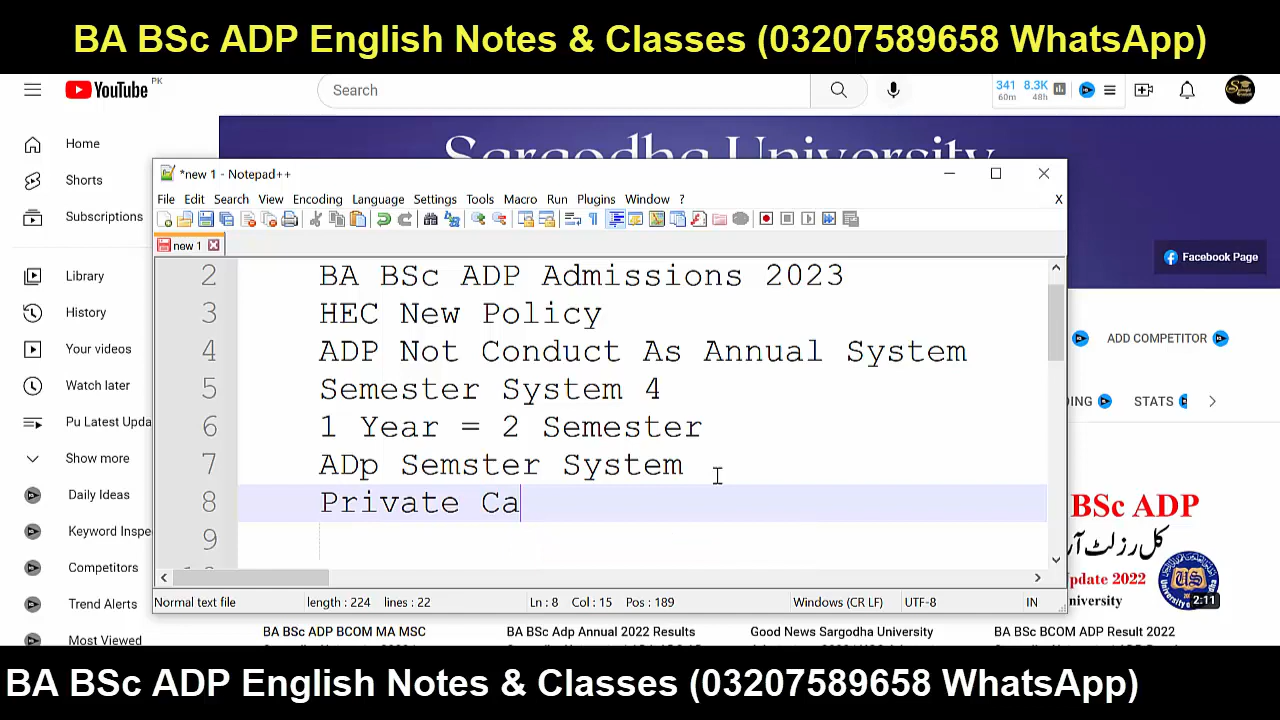 BA BSc ADP English Notes & Classes (03207589658 WhatsApp)
YouTube PK
Search
341 60m
8.3K 48h
Home
Shorts
Subscriptions
Library
History
Your videos
Watch later
Pu Latest Upda
Show more
Daily Ideas
Keyword Inspe
Competitors
Trend Alerts
Most Viewed
Sargodha University
Facebook Page
ADD COMPETITOR
STATS
*new 1 - Notepad++
File Edit Search View Encoding Language Settings Tools Macro Run Plugins Window ? X
new 1
2 BA BSc ADP Admissions 2023
3 HEC New Policy
4 ADP Not Conduct As Annual System
5 Semester System 4
6 1 Year = 2 Semester
7 ADp Semster System
8 Private Ca
9
Normal text file length : 224 lines : 22 Ln : 8 Col : 15 Pos : 189 Windows (CR LF) UTF-8 IN
BSc ADP
کل رزلٹ آ
pdate 2022
niversity
US
2:11
BA BSc ADP BCOM MA MSC
BA BSc Adp Annual 2022 Results
Good News Sargodha University
BA BSc BCOM ADP Result 2022
BA BSc ADP English Notes & Classes (03207589658 WhatsApp)